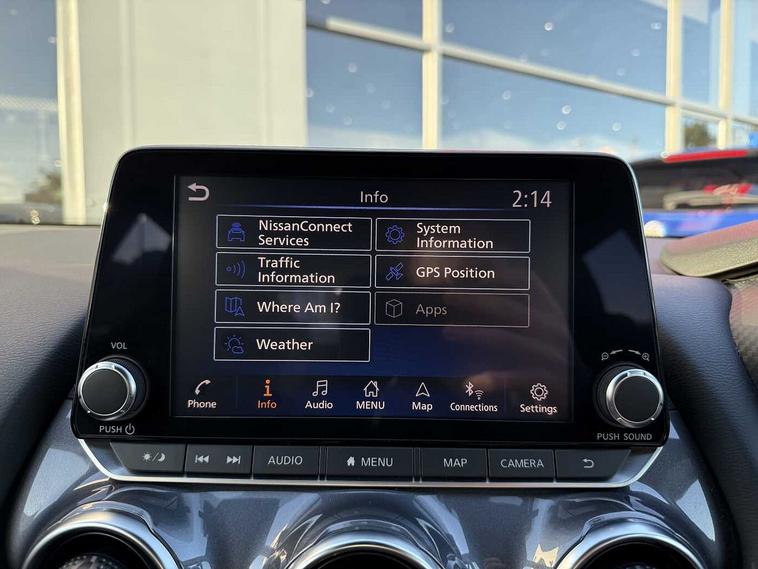 Info
2:14
NissanConnect
Services
System
Information
Traffic
Information
GPS Position
Where Am I?
Apps
Weather
Phone
Info
Audio
MENU
Map
Connections
Settings
VOL
PUSH
PUSH SOUND
AUDIO
MENU
MAP
CAMERA